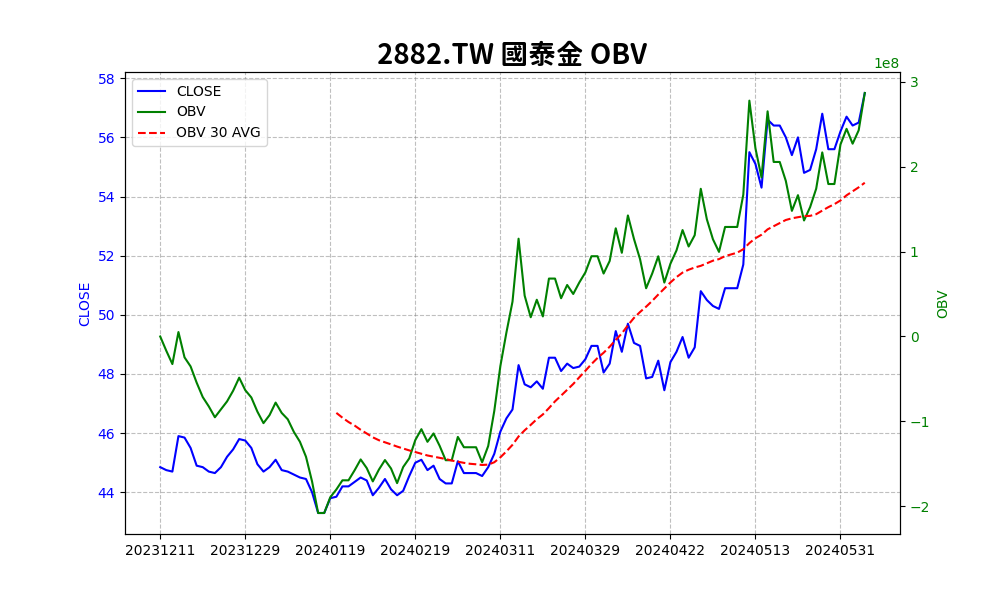 2882.TW 國泰金 OBV
1e8
CLOSE
OBV
OBV 30 AVG
58
56
54
52
50
48
46
44
CLOSE
3
2
1
0
−1
−2
OBV
20231211 20231229 20240119 20240219 20240311 20240329 20240422 20240513 20240531